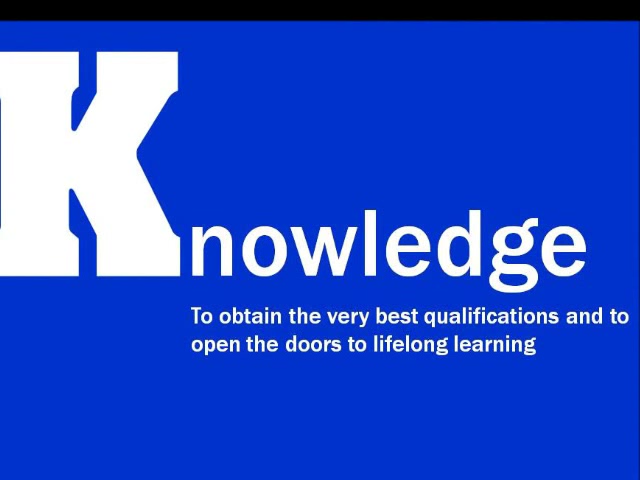 Knowledge
To obtain the very best qualifications and to
open the doors to lifelong learning